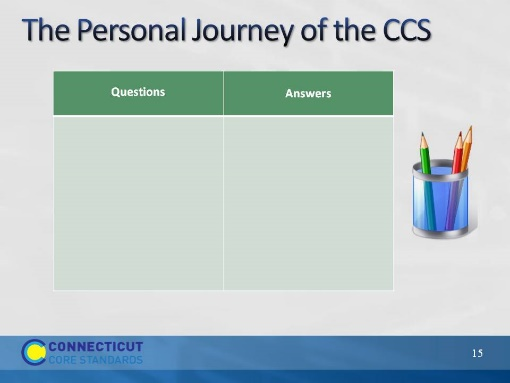 The Personal Journey of the CCS
Questions
Answers
CONNECTICUT
CORE STANDARDS
15